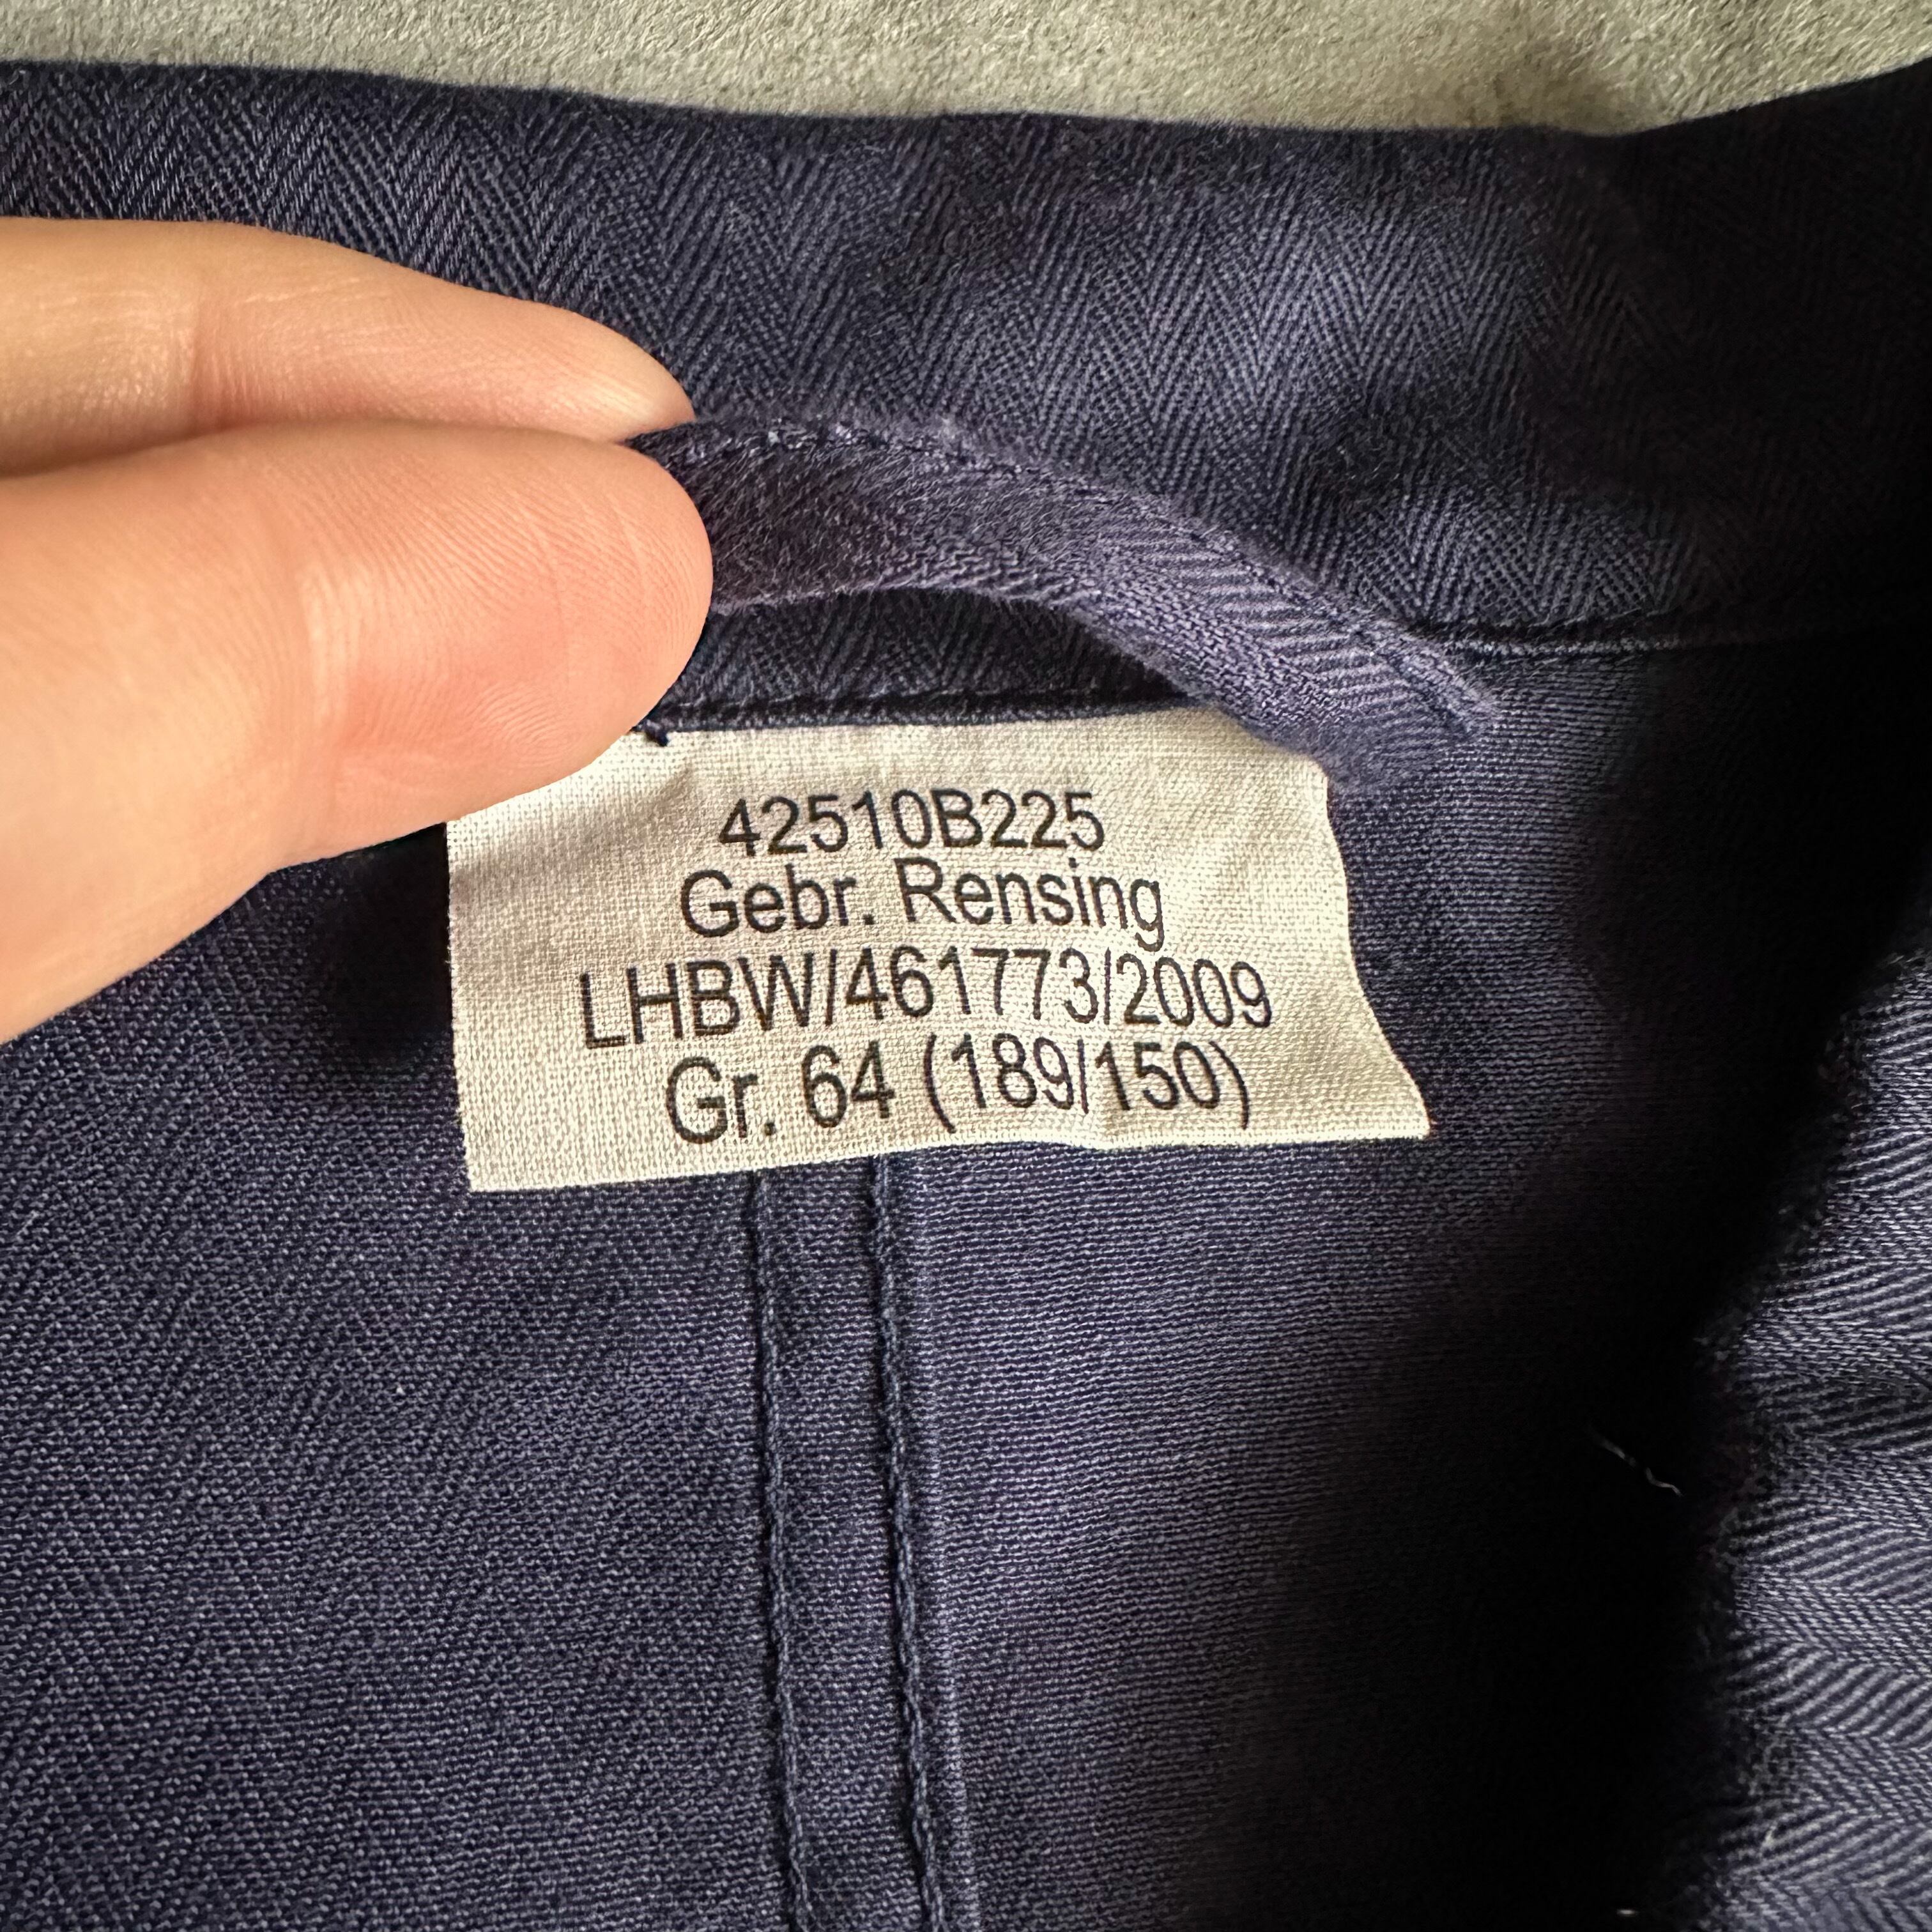 42510B225
Gebr. Rensing
LHBW/461773/2009
Gr. 64 (189/150)